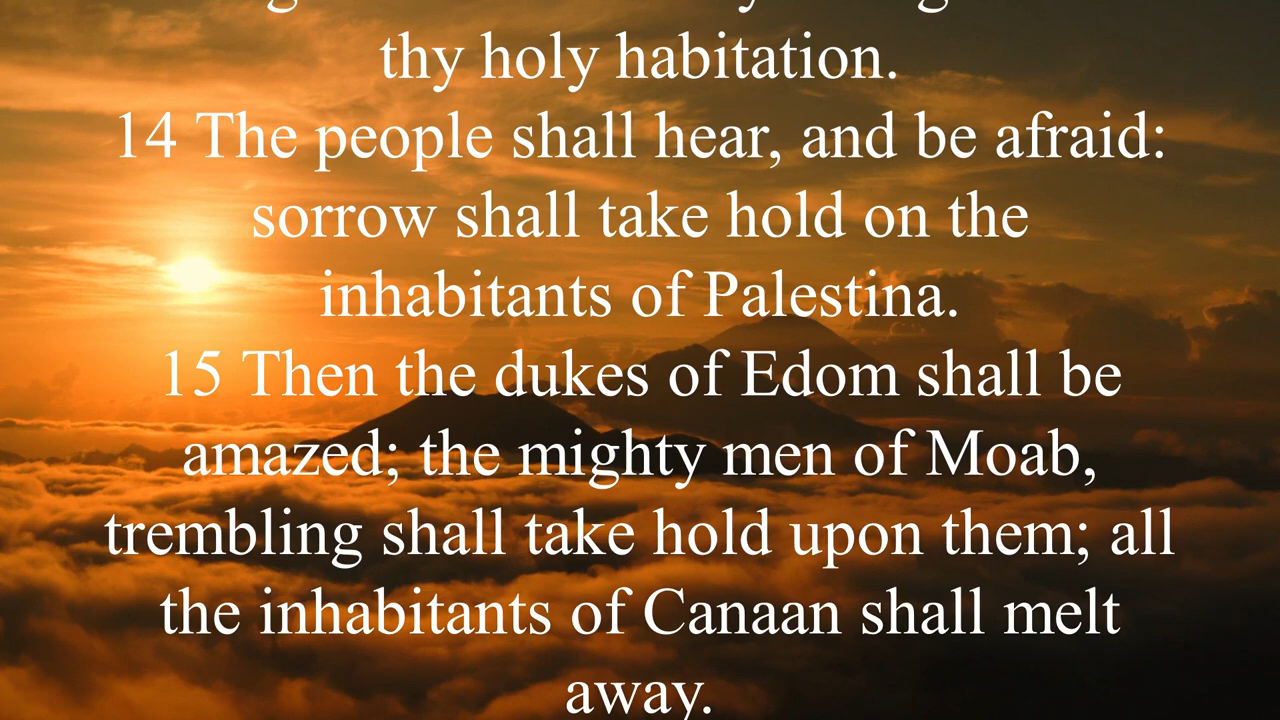 thy holy habitation.
14 The people shall hear, and be afraid:
sorrow shall take hold on the
inhabitants of Palestina.
15 Then the dukes of Edom shall be
amazed; the mighty men of Moab,
trembling shall take hold upon them; all
the inhabitants of Canaan shall melt
away.